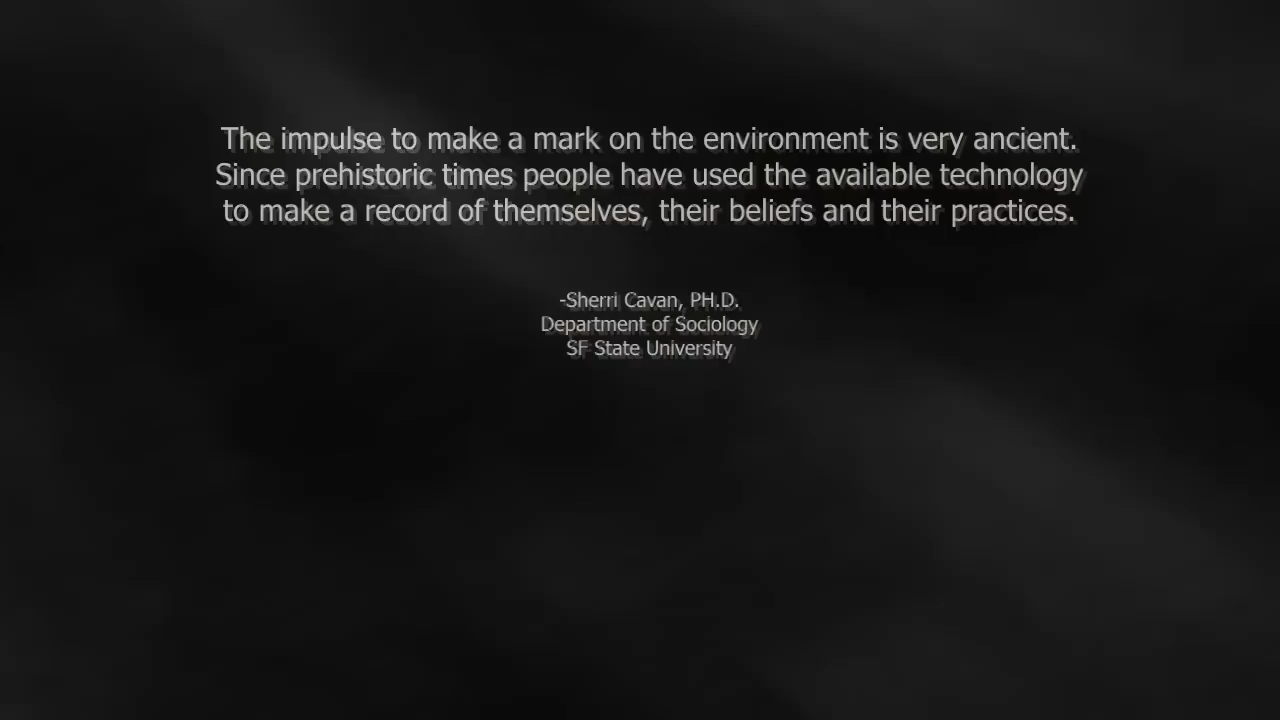 The impulse to make a mark on the environment is very ancient.
Since prehistoric times people have used the available technology
to make a record of themselves, their beliefs and their practices.
-Sherri Cavan, PH.D.
Department of Sociology
SF State University